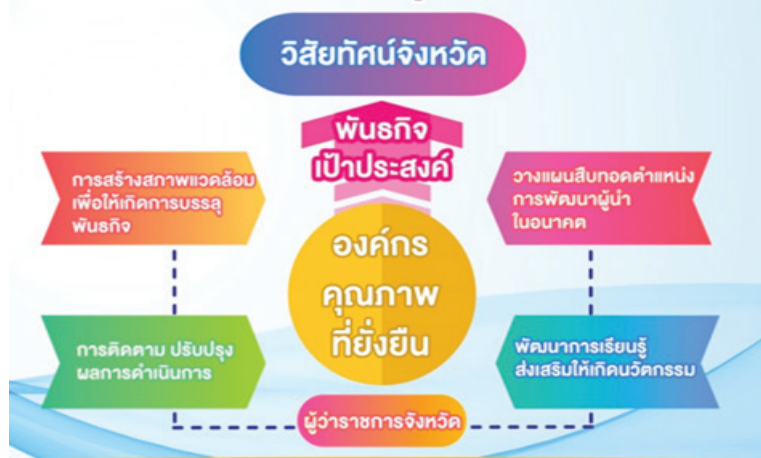 วิสัยทัศน์จังหวัด
พันธกิจ
เป้าประสงค์
การสร้างสภาพแวดล้อม
เพื่อให้เกิดการบรรลุ
พันธกิจ
วางแผนสืบทอดตำแหน่ง
การพัฒนาผู้นำ
ในอนาคต
องค์กร
คุณภาพ
ที่ยั่งยืน
การติดตาม ปรับปรุง
ผลการดำเนินการ
พัฒนาการเรียนรู้
ส่งเสริมให้เกิดนวัตกรรม
ผู้ว่าราชการจังหวัด